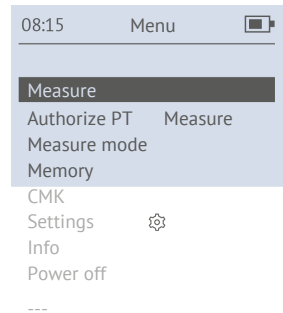 08:15 Menu
Measure
Authorize PT Measure
Measure mode
Memory
CMK
Settings
Info
Power off
---